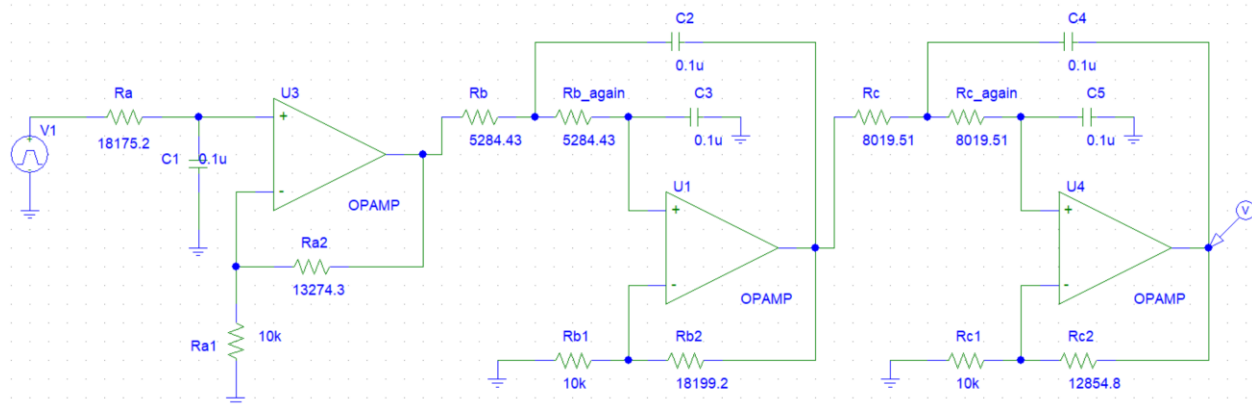 V1
Ra
18175.2
C1
0.1u
U3
+
-
OPAMP
Ra2
13274.3
Ra1
10k
Rb
5284.43
Rb_again
5284.43
C2
0.1u
C3
0.1u
U1
+
-
OPAMP
Rb1
10k
Rb2
18199.2
Rc
8019.51
Rc_again
8019.51
C4
0.1u
C5
0.1u
U4
+
-
OPAMP
Rc1
10k
Rc2
12854.8
V